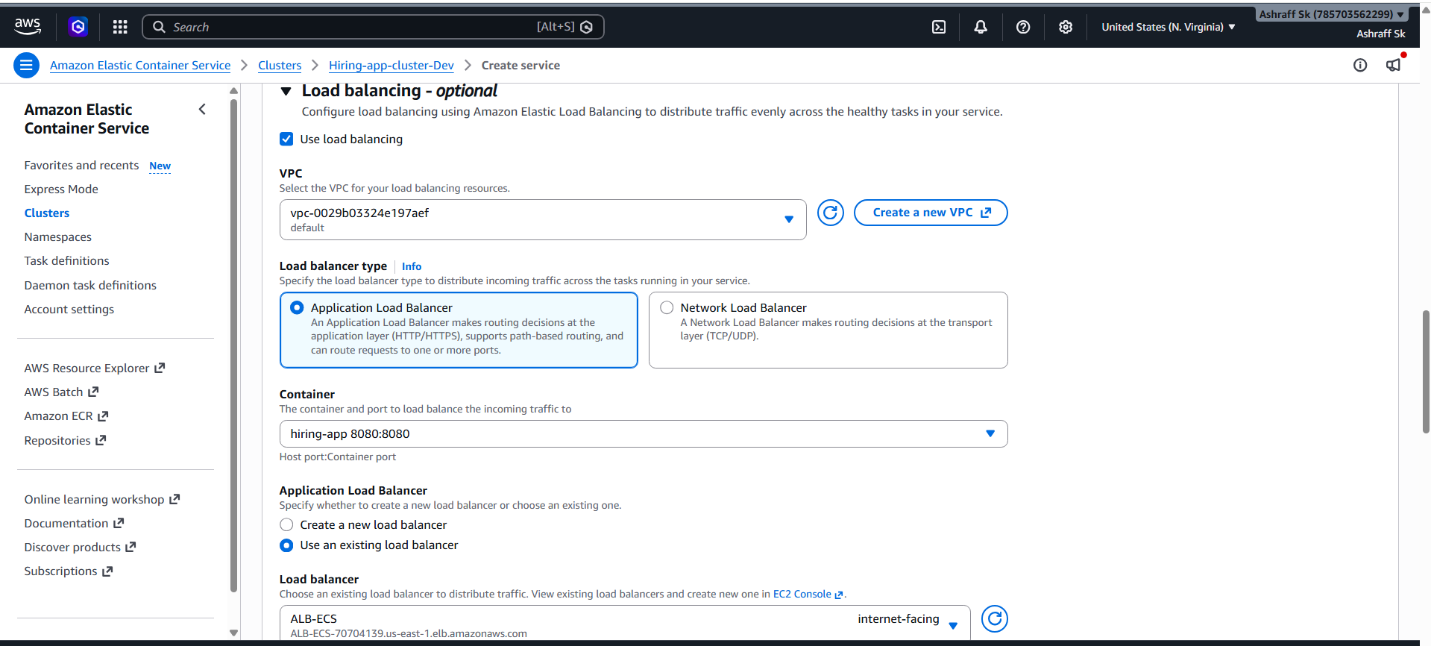 aws
Search
[Alt+S]
United States (N. Virginia)
Ashraff Sk (785703562299)
Ashraff Sk
Amazon Elastic Container Service
Clusters
Hiring-app-cluster-Dev
Create service
Amazon Elastic
Container Service
Favorites and recents New
Express Mode
Clusters
Namespaces
Task definitions
Daemon task definitions
Account settings
AWS Resource Explorer
AWS Batch
Amazon ECR
Repositories
Online learning workshop
Documentation
Discover products
Subscriptions
Load balancing - optional
Configure load balancing using Amazon Elastic Load Balancing to distribute traffic evenly across the healthy tasks in your service.
Use load balancing
VPC
Select the VPC for your load balancing resources.
vpc-0029b03324e197aef
default
Create a new VPC
Load balancer type Info
Specify the load balancer type to distribute incoming traffic across the tasks running in your service.
Application Load Balancer
An Application Load Balancer makes routing decisions at the
application layer (HTTP/HTTPS), supports path-based routing, and
can route requests to one or more ports.
Network Load Balancer
A Network Load Balancer makes routing decisions at the transport
layer (TCP/UDP).
Container
The container and port to load balance the incoming traffic to
hiring-app 8080:8080
Host port:Container port
Application Load Balancer
Specify whether to create a new load balancer or choose an existing one.
Create a new load balancer
Use an existing load balancer
Load balancer
Choose an existing load balancer to distribute traffic. View existing load balancers and create new one in EC2 Console.
ALB-ECS internet-facing
ALB-ECS-70704139.us-east-1.elb.amazonaws.com